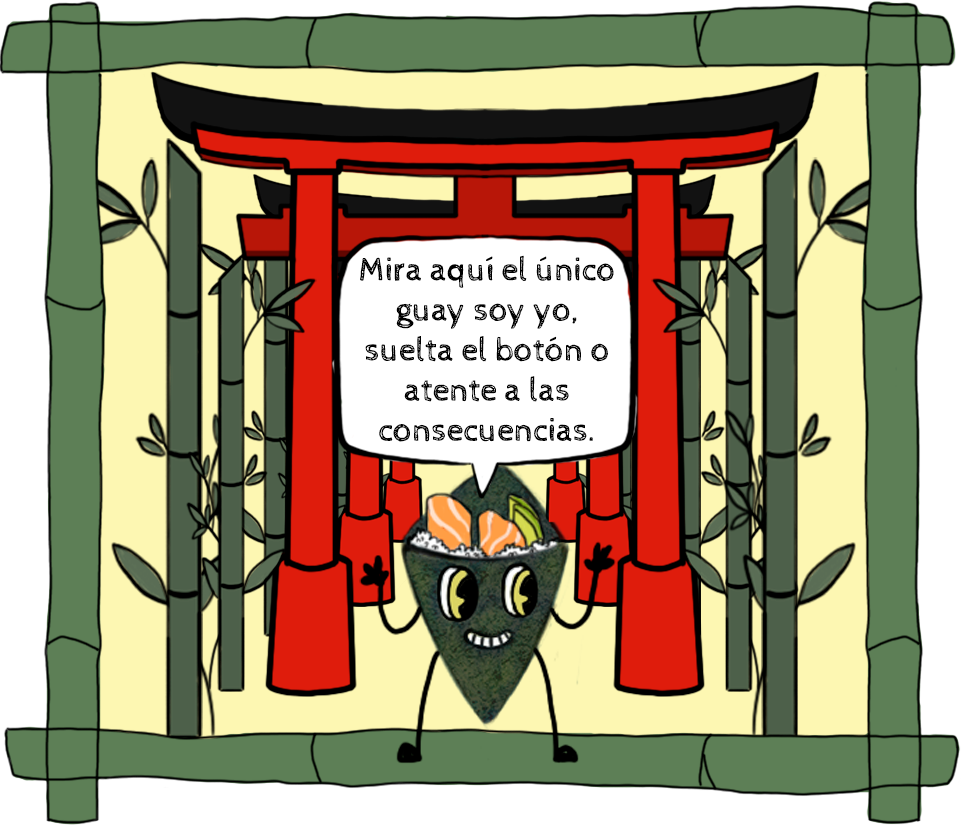 Mira aquí el único
guay soy yo,
suelta el botón o
atente a las
consecuencias.